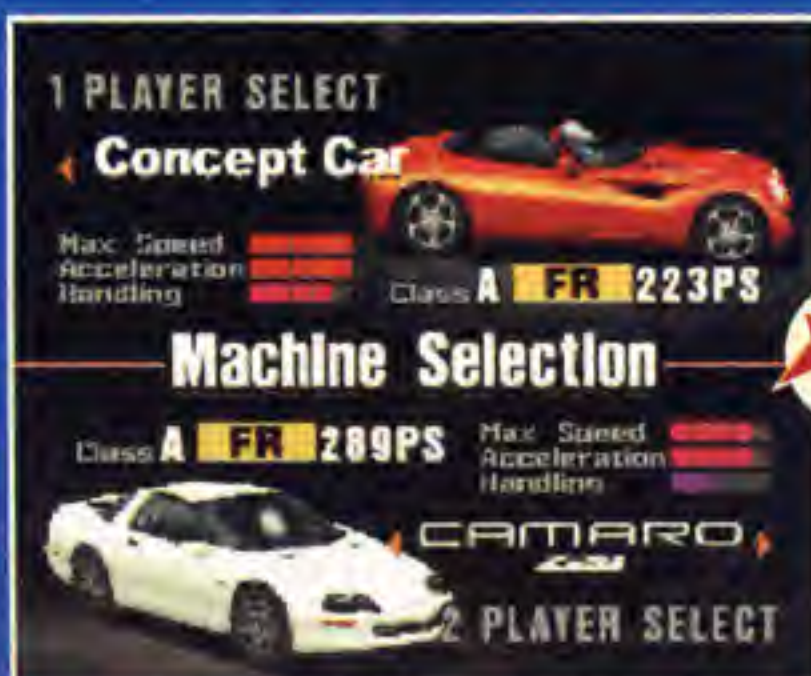 1 PLAYER SELECT
Concept Car
Max Speed
Acceleration
Handling
Class A FR 223PS
Machine Selection
Class A FR 289PS
Max Speed
Acceleration
Handling
CAMARO
2 PLAYER SELECT